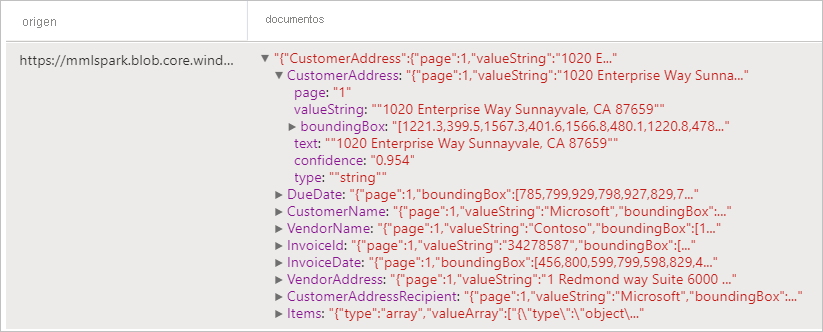 origen documentos
https://mmlspark.blob.core.wind... ▼ "{"CustomerAddress":{"page":1,"valueString":"1020 E..."
▼ CustomerAddress: "{"page":1,"valueString":"1020 Enterprise Way Sunna..."
page: "1"
valueString: ""1020 Enterprise Way Sunnayvale, CA 87659""
▶ boundingBox: "[1221.3,399.5,1567.3,401.6,1566.8,480.1,1220.8,478..."
text: ""1020 Enterprise Way Sunnayvale, CA 87659""
confidence: "0.954"
type: ""string""
▶ DueDate: "{"page":1,"boundingBox":[785,799,929,798,927,829,7..."
▶ CustomerName: "{"page":1,"valueString":"Microsoft","boundingBox":..."
▶ VendorName: "{"page":1,"valueString":"Contoso","boundingBox":[1..."
▶ InvoiceId: "{"page":1,"valueString":"34278587","boundingBox":[..."
▶ InvoiceDate: "{"page":1,"boundingBox":[456,800,599,799,598,829,4..."
▶ VendorAddress: "{"page":1,"valueString":"1 Redmond way Suite 6000 ..."
▶ CustomerAddressRecipient: "{"page":1,"valueString":"Microsoft","boundingBox":..."
▶ Items: "{"type":"array","valueArray":["{\"type\":\"object\..."